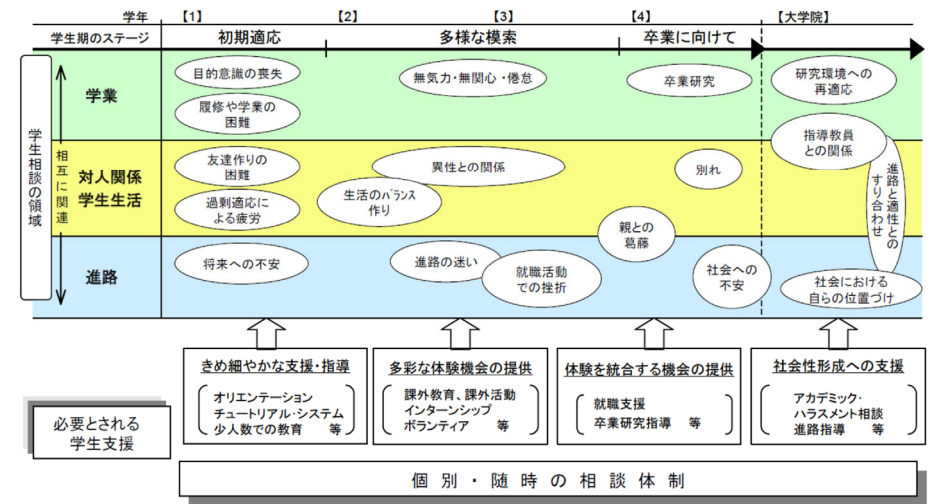 学年
【1】
【2】
【3】
【4】
【大学院】
学生期のステージ
初期適応
多様な模索
卒業に向けて
学生相談の領域
相互に関連
学業
目的意識の喪失
履修や学業の
困難
無気力・無関心・倦怠
卒業研究
研究環境への
再適応
指導教員
との関係
対人関係
学生生活
友達作りの
困難
過剰適応に
よる疲労
異性との関係
生活のバランス
作り
別れ
親との
葛藤
進路と適性との
すり合わせ
進路
将来への不安
進路の迷い
就職活動
での挫折
社会への
不安
社会における
自らの位置づけ
必要とされる
学生支援
きめ細やかな支援・指導
オリエンテーション
チュートリアル・システム
少人数での教育 等
多彩な体験機会の提供
課外教育、課外活動
インターンシップ
ボランティア 等
体験を統合する機会の提供
就職支援
卒業研究指導 等
社会性形成への支援
アカデミック・
ハラスメント相談
進路指導 等
個別・随時の相談体制